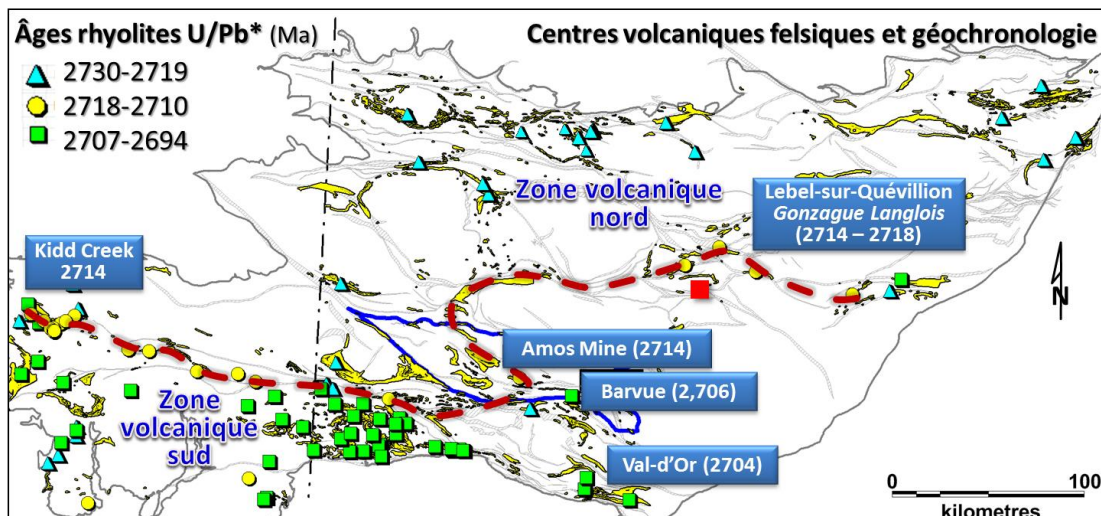 Âges rhyolites U/Pb* (Ma)
2730-2719
2718-2710
2707-2694
Centres volcaniques felsiques et géochronologie
Zone volcanique
nord
Lebel-sur-Quévillion
Gonzague Langlois
(2714 – 2718)
Kidd Creek
2714
N
Amos Mine (2714)
Barvue (2,706)
Zone
volcanique
sud
Val-d'Or (2704)
0 100
kilometres